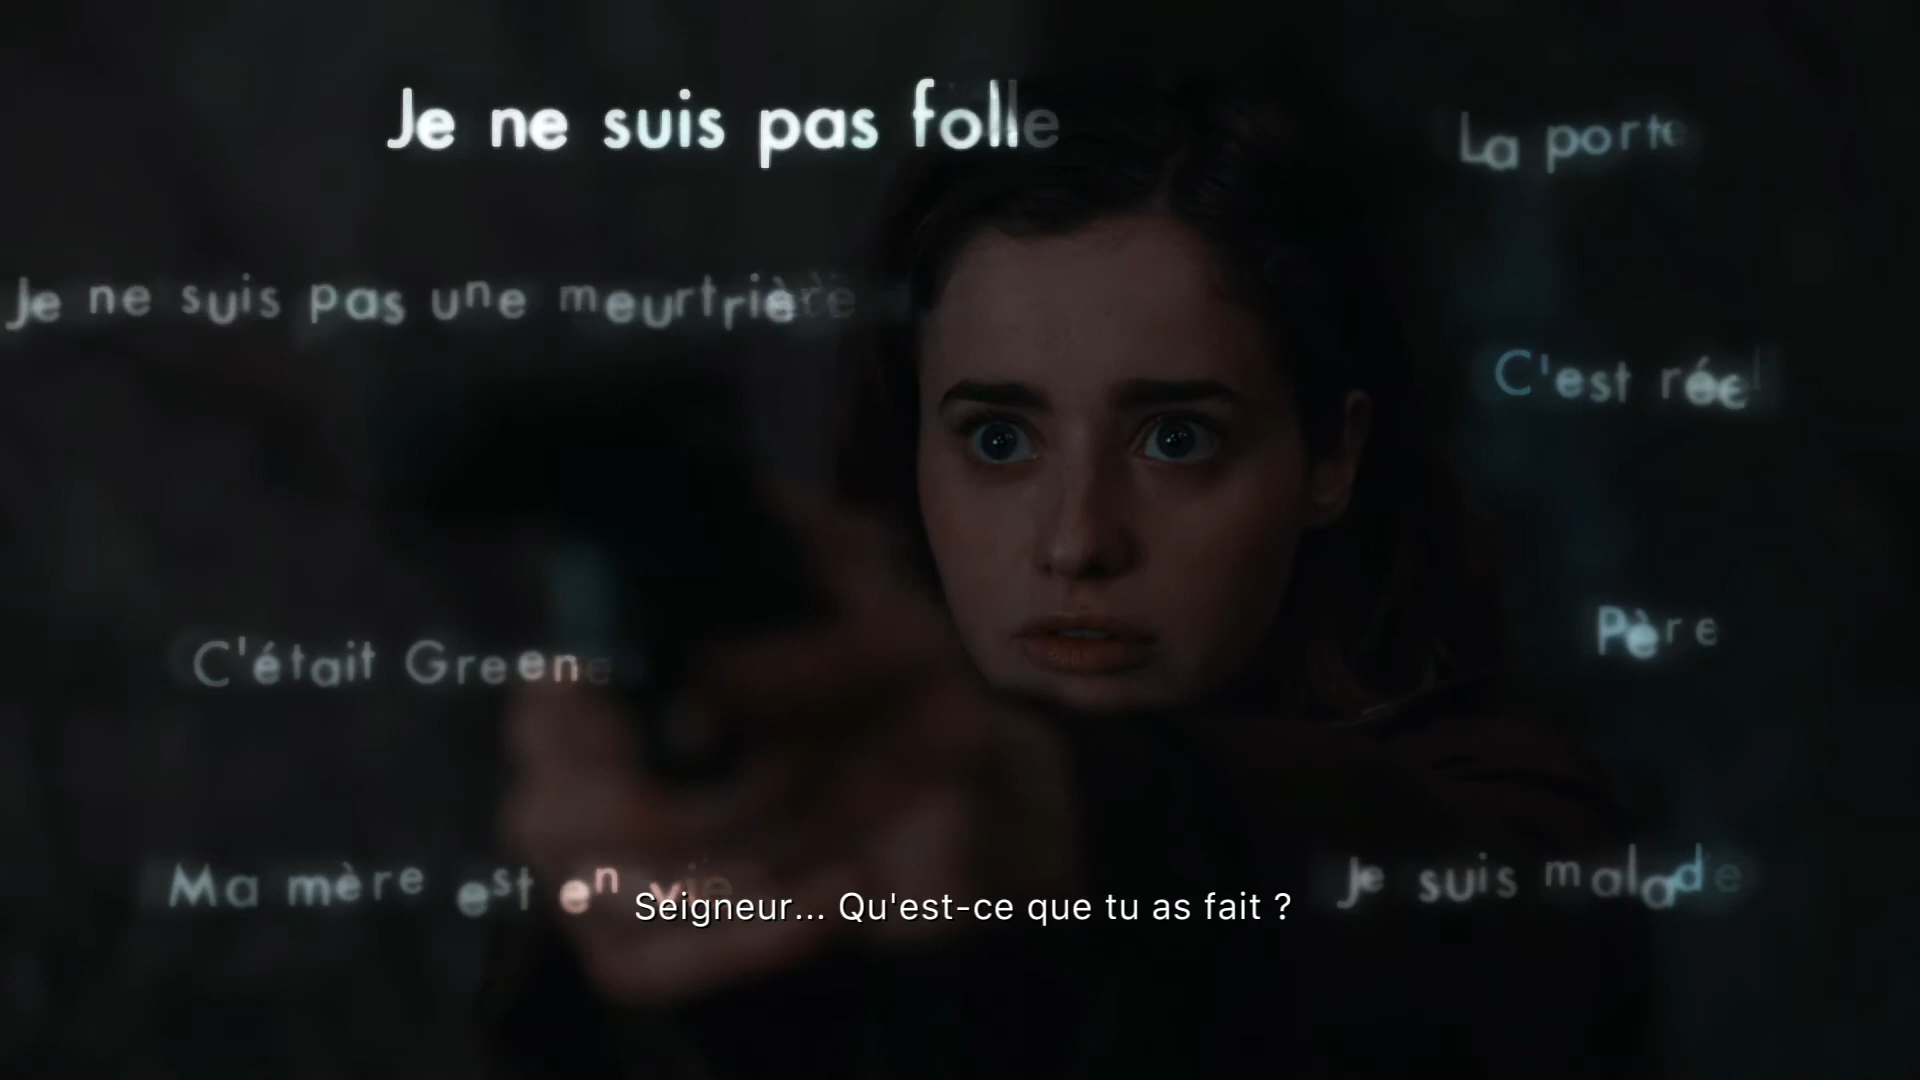 Je ne suis pas folle
La porte
Je ne suis pas une meurtrière
C'est réel
Père
C'était Greene
Je suis malade
Ma mère est en vie
Seigneur... Qu'est-ce que tu as fait ?